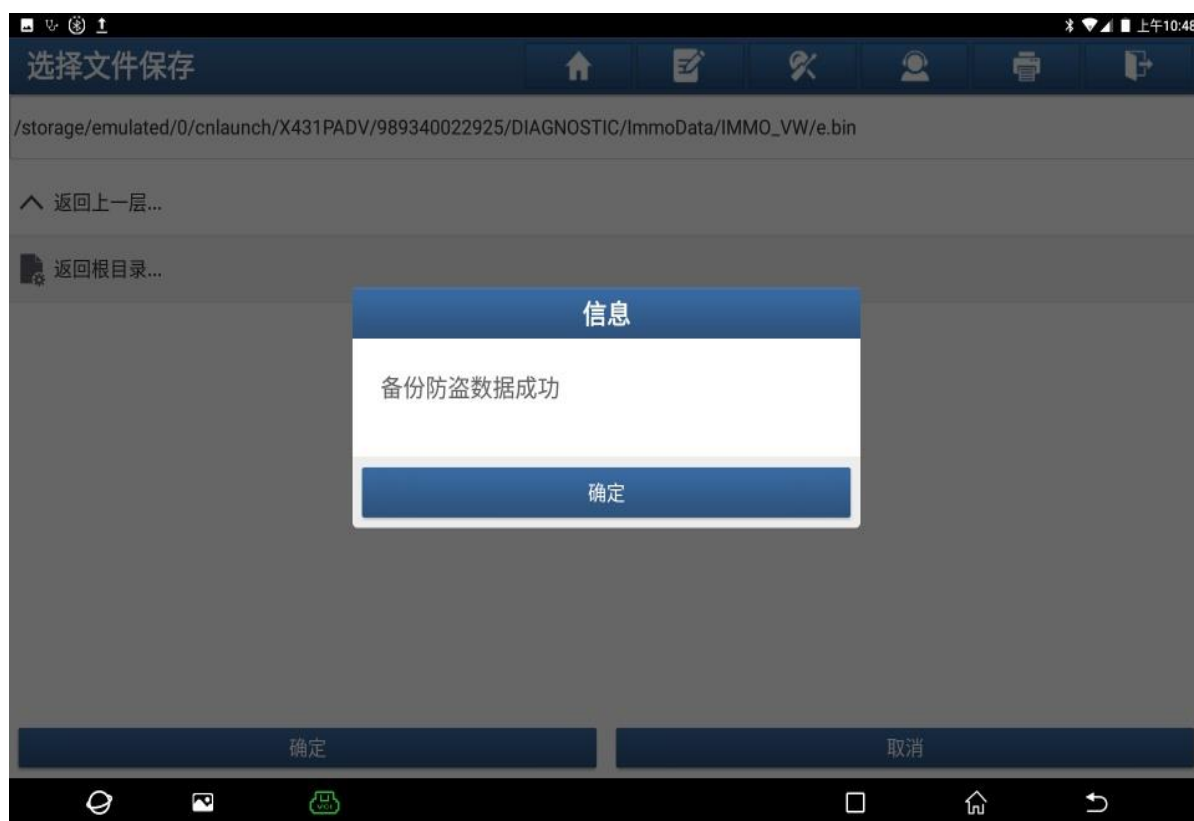 上午10:48
选择文件保存
/storage/emulated/0/cnlaunch/X431PADV/989340022925/DIAGNOSTIC/ImmoData/IMMO_VW/e.bin
返回上一层...
返回根目录...
信息
备份防盗数据成功
确定
确定
取消
VCI